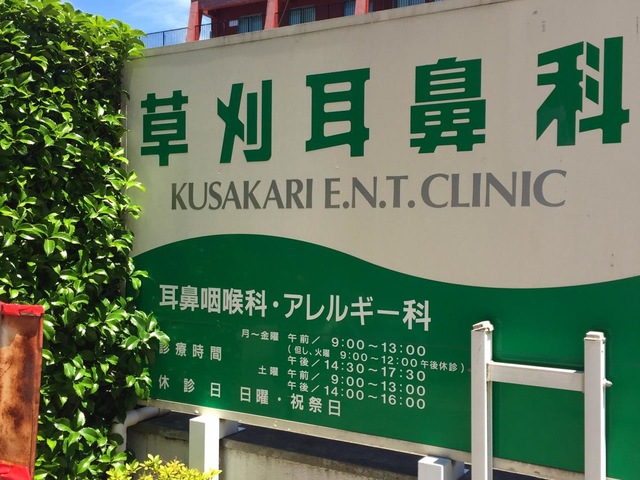 草刈耳鼻科
KUSAKARI E.N.T. CLINIC
耳鼻咽喉科・アレルギー科
月～金曜 午前／ 9:00～13:00
（但し、火曜 9:00～12:00 午後休診）
診療時間 午後／14:30～17:30
土曜 午前／ 9:00～13:00
午後／14:00～16:00
休診日 日曜・祝祭日